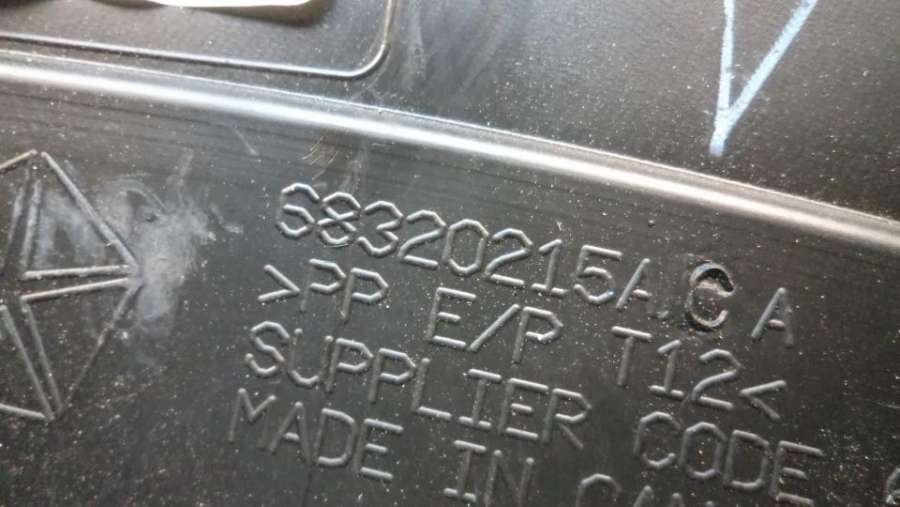 68320215A.C A
>PP E/P T12<
SUPPLIER CODE
MADE IN